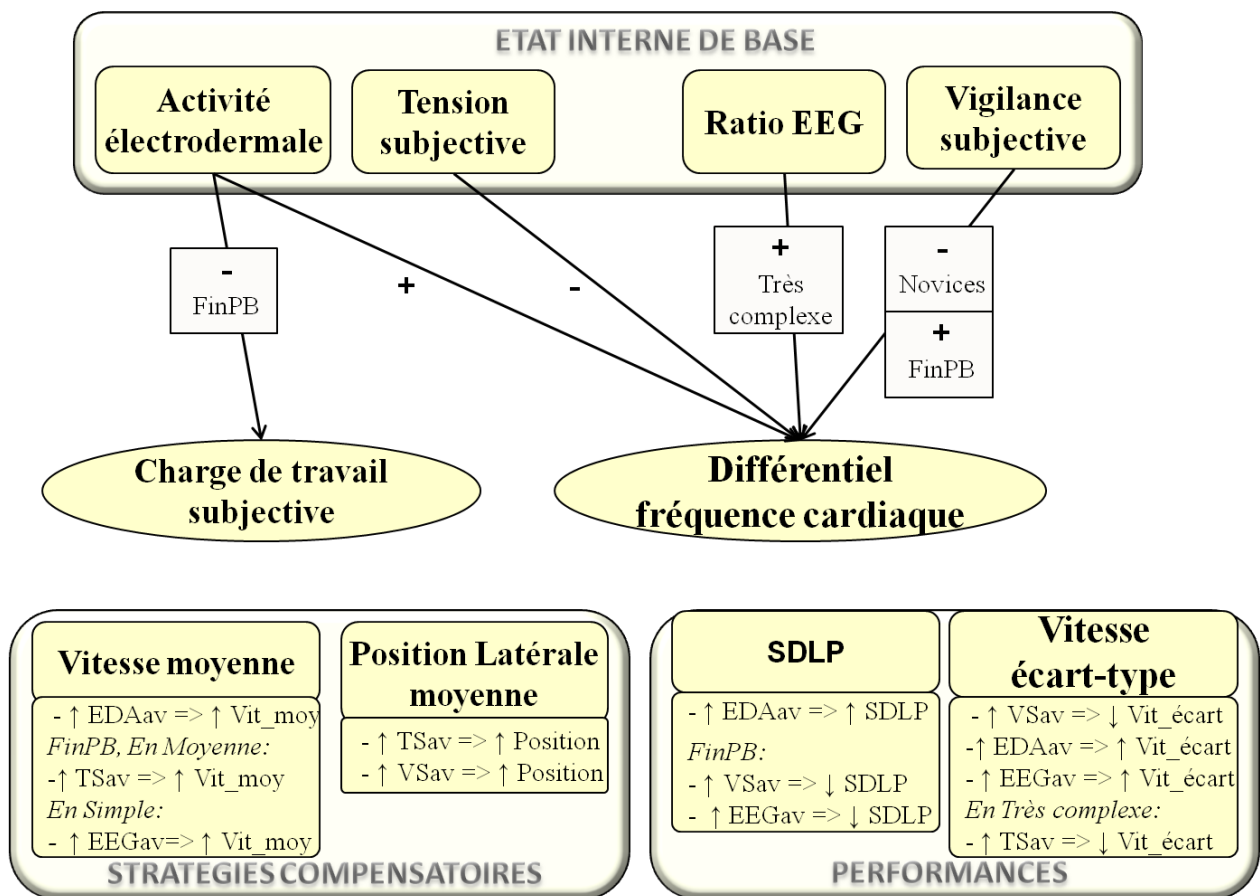 ETAT INTERNE DE BASE
Activité
électrodermale
Tension
subjective
Ratio EEG
Vigilance
subjective
-
FinPB
+
-
+
Très
complexe
-
Novices
+
FinPB
Charge de travail
subjective
Différentiel
fréquence cardiaque
Vitesse moyenne
- ↑ EDAav => ↑ Vit_moy
FinPB, En Moyenne:
-↑ TSav => ↑ Vit_moy
En Simple:
- ↑ EEGav=> ↑ Vit_moy
Position Latérale
moyenne
- ↑ TSav => ↑ Position
- ↑ VSav => ↑ Position
STRATEGIES COMPENSATOIRES
SDLP
- ↑ EDAav => ↑ SDLP
FinPB:
- ↑ VSav => ↓ SDLP
- ↑ EEGav => ↓ SDLP
Vitesse
écart-type
- ↑ VSav => ↓ Vit_écart
-↑ EDAav => ↑ Vit_écart
- ↑ EEGav => ↑ Vit_écart
En Très complexe:
- ↑ TSav => ↓ Vit_écart
PERFORMANCES